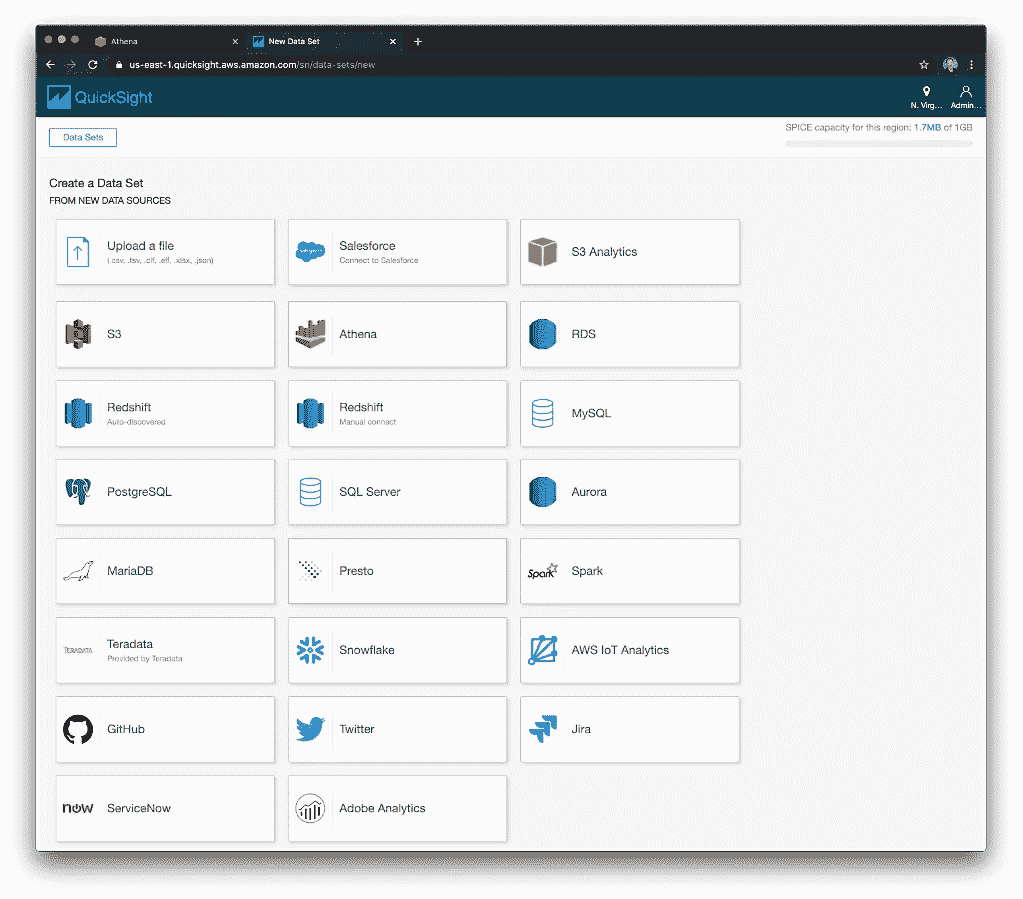 Athena
New Data Set
us-east-1.quicksight.aws.amazon.com/sn/data-sets/new
QuickSight
N. Virg...
Admin...
Data Sets
SPICE capacity for this region: 1.7MB of 1GB
Create a Data Set
FROM NEW DATA SOURCES
Upload a file
(.csv, .tsv, .clf, .elf, .xlsx, .json)
salesforce
Salesforce
Connect to Salesforce
S3 Analytics
S3
Athena
RDS
Redshift
Auto-discovered
Redshift
Manual connect
MySQL
PostgreSQL
SQL Server
Aurora
MariaDB
Presto
Spark
Spark
TERADATA
Teradata
Provided by Teradata
Snowflake
AWS IoT Analytics
GitHub
Twitter
Jira
now
ServiceNow
Adobe Analytics